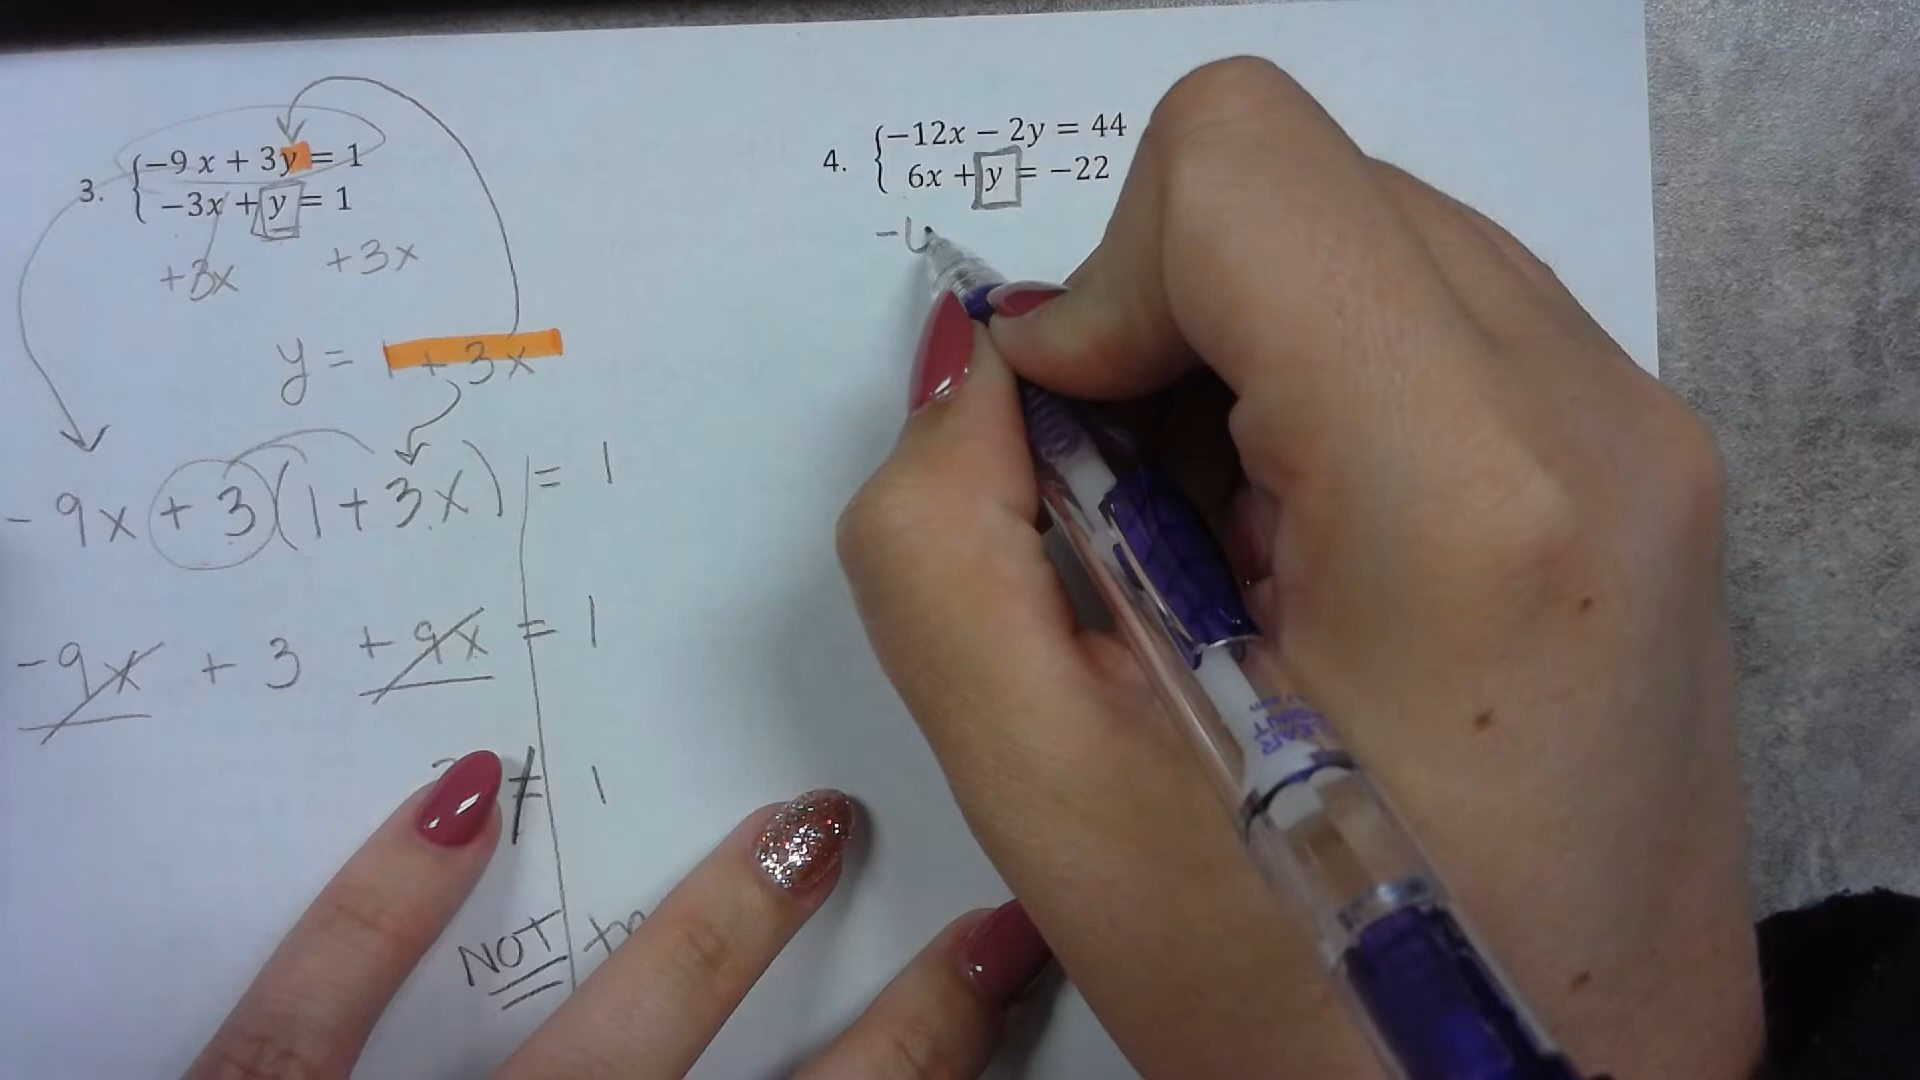 3. { -9x + 3y = 1
-3x + y = 1
+3x +3x
y = 1 + 3x
-9x + 3(1 + 3x) = 1
-9x + 3 + 9x = 1
≠ 1
NOT
4. { -12x - 2y = 44
6x + y = -22
-6